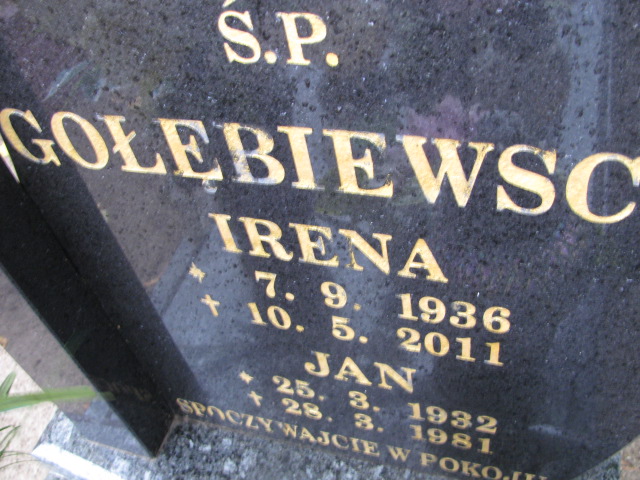 Ś.P.
GOŁĘBIEWSC
IRENA
* 7. 9. 1936
† 10. 5. 2011
JAN
* 25. 3. 1932
† 28. 3. 1981
SPOCZYWAJCIE W POKOJU